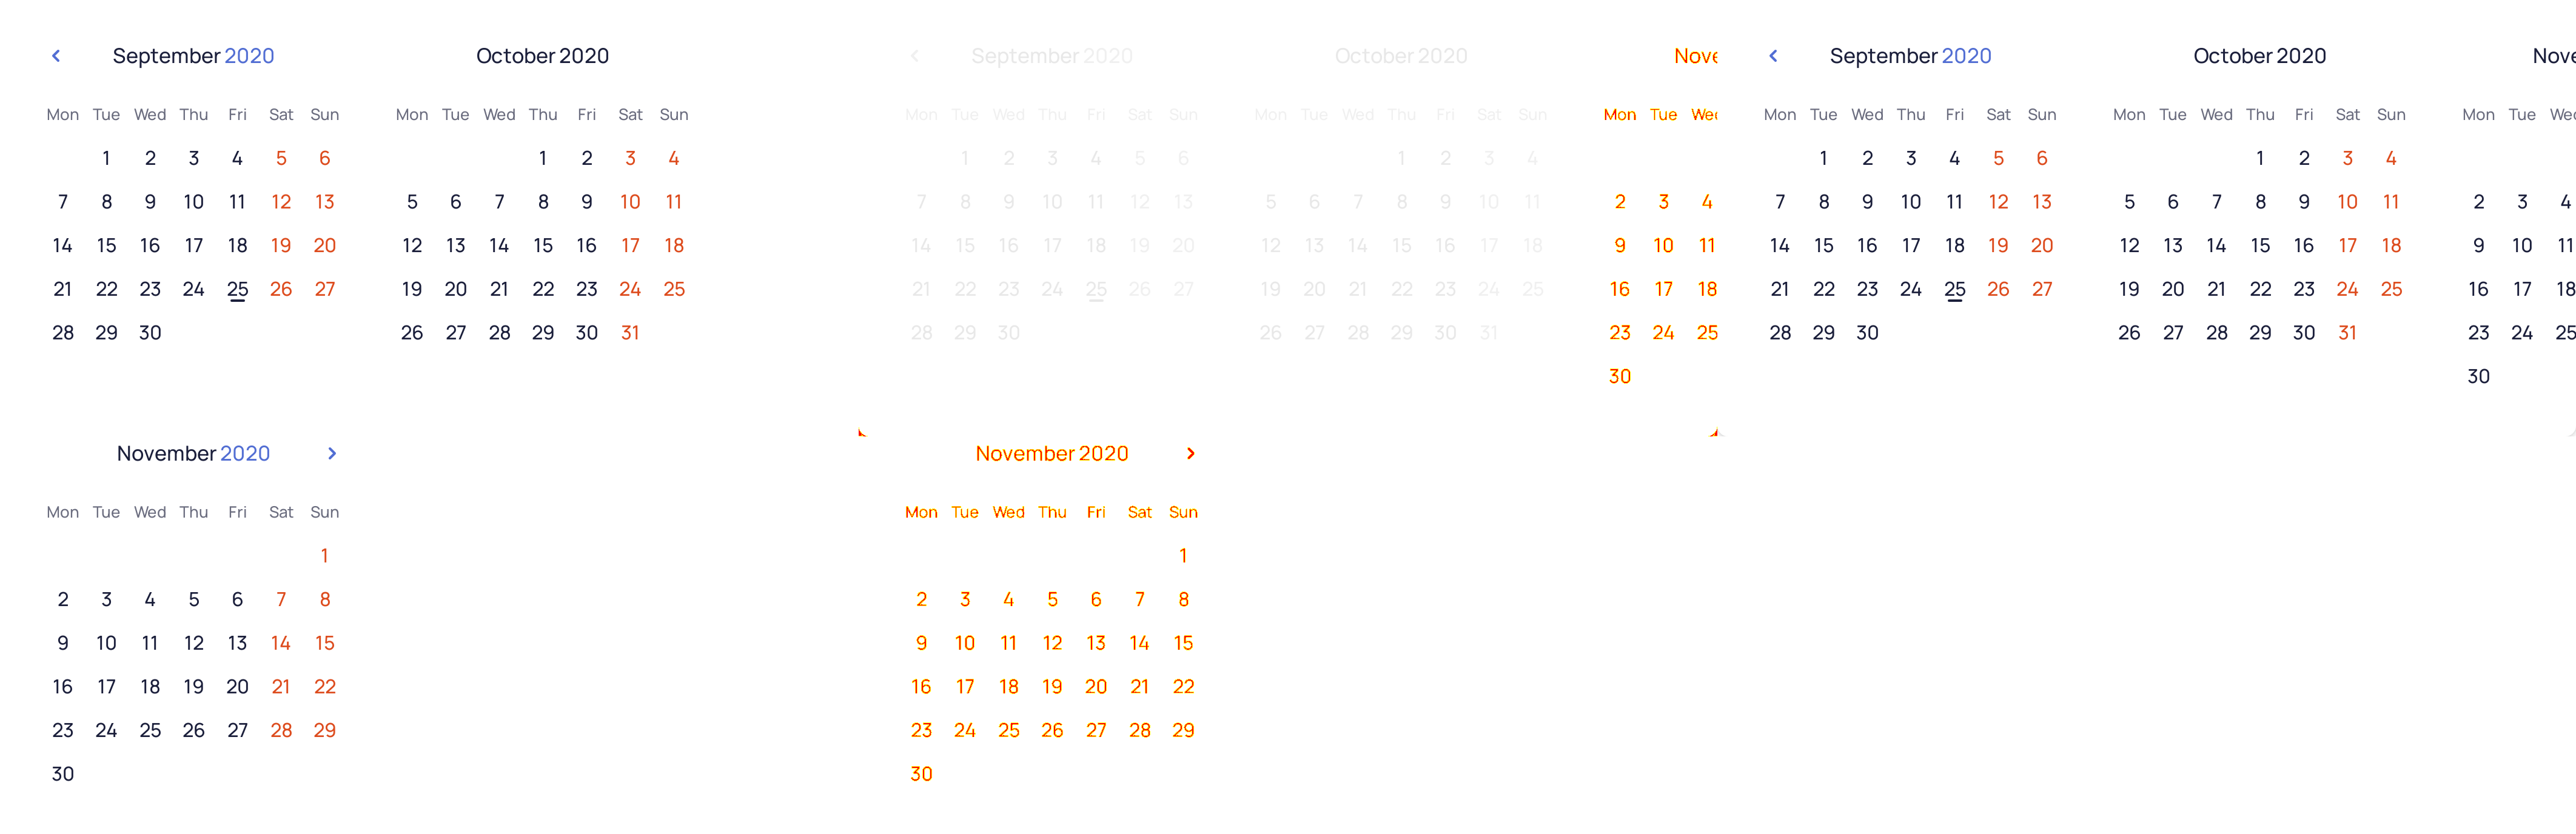 September 2020 October 2020 September 2020 October 2020 Nove September 2020 October 2020 Nove
Mon Tue Wed Thu Fri Sat Sun Mon Tue Wed Thu Fri Sat Sun Mon Tue Wed Thu Fri Sat Sun Mon Tue Wed Thu Fri Sat Sun Mon Tue Wed Mon Tue Wed Thu Fri Sat Sun Mon Tue Wed Thu Fri Sat Sun Mon Tue We
1 2 3 4 5 6 1 2 3 4 1 2 3 4 5 6 1 2 3 4 1 2 3 4 5 6 1 2 3 4
7 8 9 10 11 12 13 5 6 7 8 9 10 11 7 8 9 10 11 12 13 5 6 7 8 9 10 11 2 3 4 7 8 9 10 11 12 13 5 6 7 8 9 10 11 2 3 4
14 15 16 17 18 19 20 12 13 14 15 16 17 18 14 15 16 17 18 19 20 12 13 14 15 16 17 18 9 10 11 14 15 16 17 18 19 20 12 13 14 15 16 17 18 9 10 11
21 22 23 24 25 26 27 19 20 21 22 23 24 25 21 22 23 24 25 26 27 19 20 21 22 23 24 25 16 17 18 21 22 23 24 25 26 27 19 20 21 22 23 24 25 16 17 18
28 29 30 26 27 28 29 30 31 28 29 30 26 27 28 29 30 31 23 24 25 28 29 30 26 27 28 29 30 31 23 24 25
30 30
November 2020 November 2020
Mon Tue Wed Thu Fri Sat Sun Mon Tue Wed Thu Fri Sat Sun
1 1
2 3 4 5 6 7 8 2 3 4 5 6 7 8
9 10 11 12 13 14 15 9 10 11 12 13 14 15
16 17 18 19 20 21 22 16 17 18 19 20 21 22
23 24 25 26 27 28 29 23 24 25 26 27 28 29
30 30